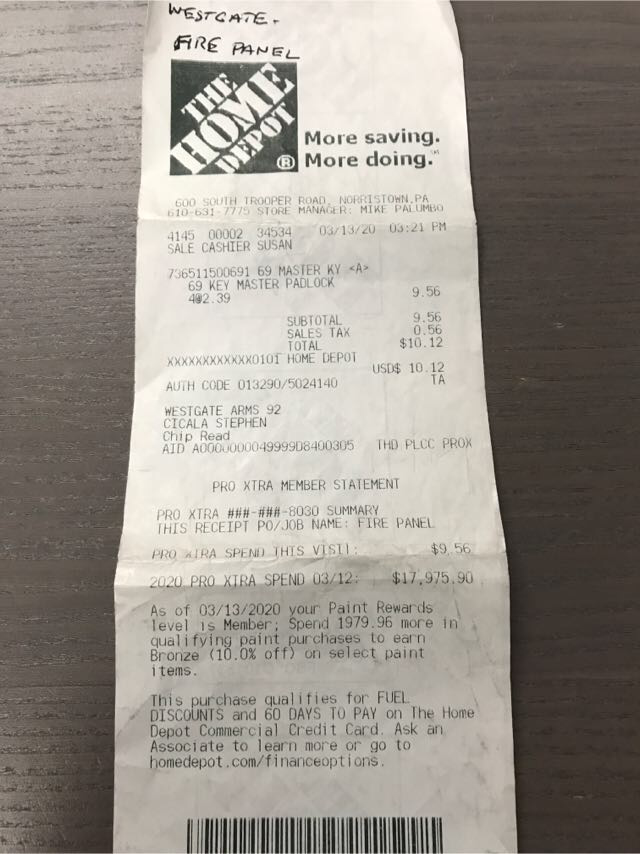 WESTGATE.
FIRE PANEL
THE
HOME
DEPOT
®
More saving.
More doing.℠
600 SOUTH TROOPER ROAD, NORRISTOWN,PA
610-631-7775 STORE MANAGER: MIKE PALUMBO
4145 00002 34534 03/13/20 03:21 PM
SALE CASHIER SUSAN
736511500691 69 MASTER KY <A>
69 KEY MASTER PADLOCK
4@2.39 9.56
SUBTOTAL 9.56
SALES TAX 0.56
TOTAL $10.12
XXXXXXXXXXXX0101 HOME DEPOT
USD$ 10.12
AUTH CODE 013290/5024140 TA
WESTGATE ARMS 92
CICALA STEPHEN
Chip Read
AID A0000000049999D8400305 THD PLCC PROX
PRO XTRA MEMBER STATEMENT
PRO XTRA ###-###-8030 SUMMARY
THIS RECEIPT PO/JOB NAME: FIRE PANEL
PRO XTRA SPEND THIS VISIT: $9.56
2020 PRO XTRA SPEND 03/12: $17,975.90
As of 03/13/2020 your Paint Rewards
level is Member; Spend 1979.96 more in
qualifying paint purchases to earn
Bronze (10.0% off) on select paint
items.
This purchase qualifies for FUEL
DISCOUNTS and 60 DAYS TO PAY on The Home
Depot Commercial Credit Card. Ask an
Associate to learn more or go to
homedepot.com/financeoptions.